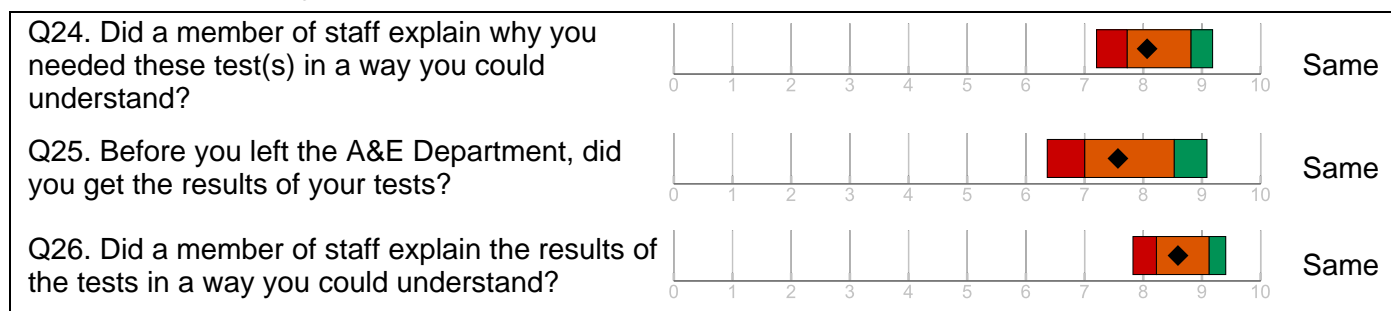 Q24. Did a member of staff explain why you
needed these test(s) in a way you could
understand?
0 1 2 3 4 5 6 7 8 9 10
Same
Q25. Before you left the A&E Department, did
you get the results of your tests?
0 1 2 3 4 5 6 7 8 9 10
Same
Q26. Did a member of staff explain the results of
the tests in a way you could understand?
0 1 2 3 4 5 6 7 8 9 10
Same